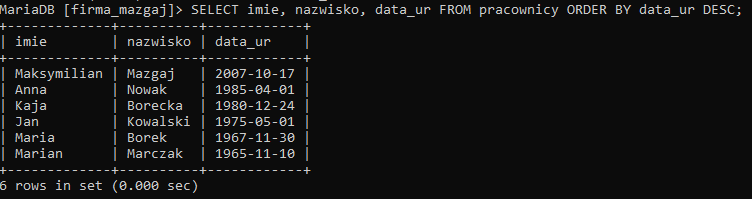 MariaDB [firma_mazgaj]> SELECT imie, nazwisko, data_ur FROM pracownicy ORDER BY data_ur DESC;
+------------+----------+------------+
| imie       | nazwisko | data_ur    |
+------------+----------+------------+
| Maksymilian | Mazgaj   | 2007-10-17 |
| Anna       | Nowak    | 1985-04-01 |
| Kaja       | Borecka  | 1980-12-24 |
| Jan        | Kowalski | 1975-05-01 |
| Maria      | Borek    | 1967-11-30 |
| Marian     | Marczak  | 1965-11-10 |
+------------+----------+------------+
6 rows in set (0.000 sec)